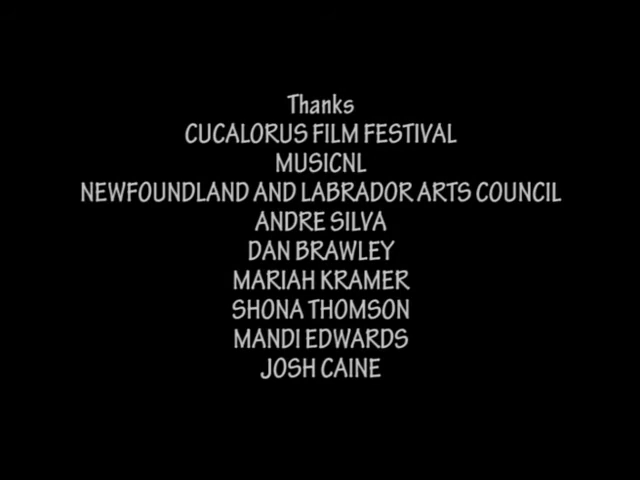 Thanks
CUCALORUS FILM FESTIVAL
MUSICNL
NEWFOUNDLAND AND LABRADOR ARTS COUNCIL
ANDRE SILVA
DAN BRAWLEY
MARIAH KRAMER
SHONA THOMSON
MANDI EDWARDS
JOSH CAINE